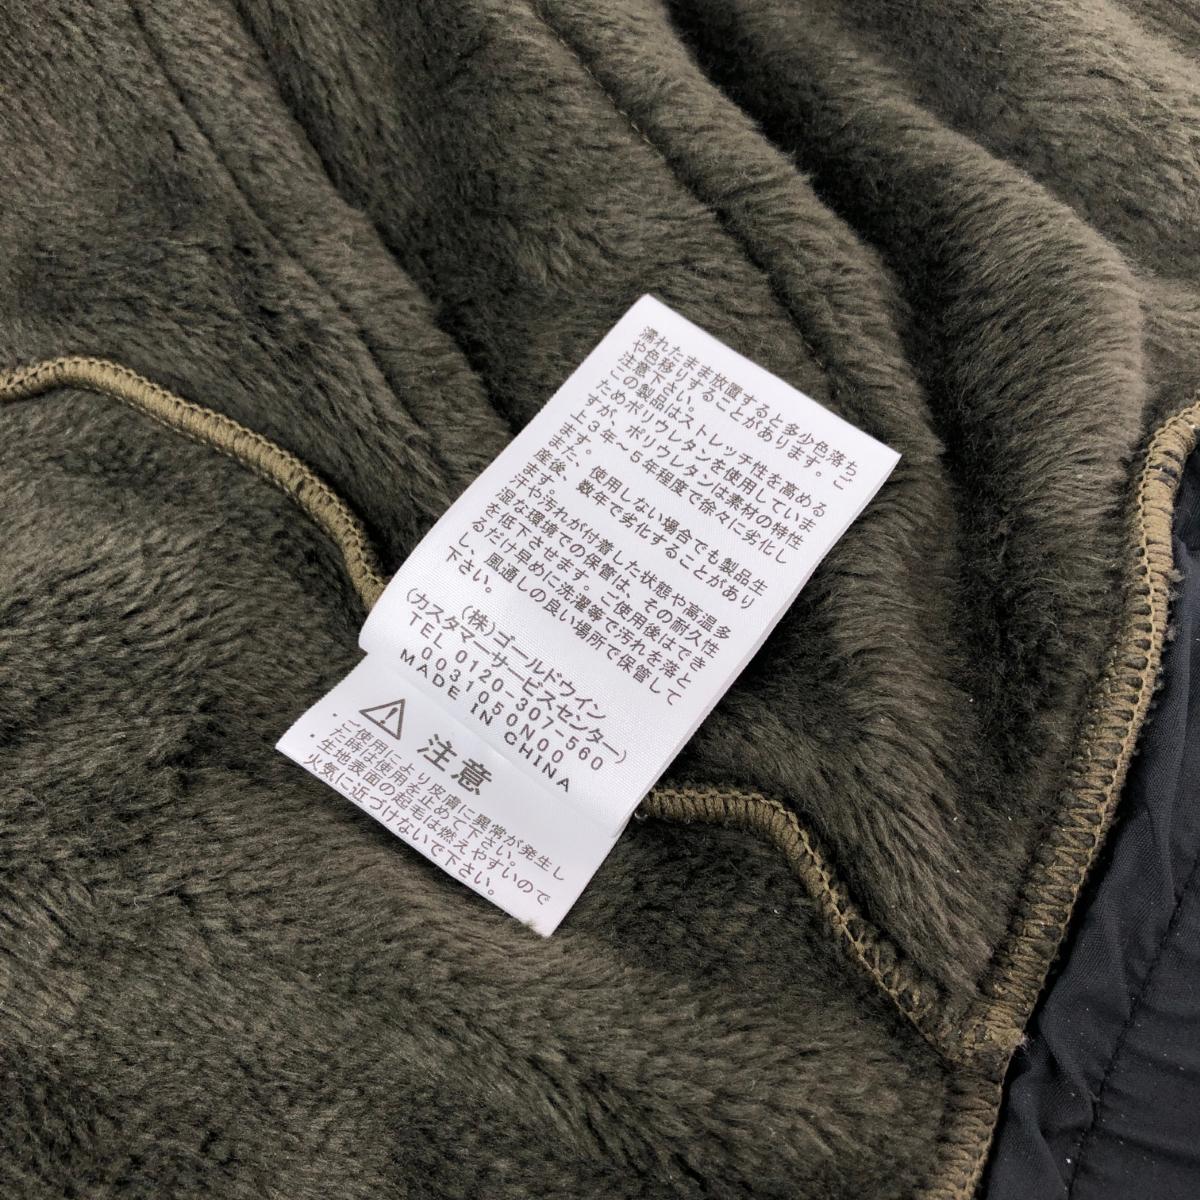 濡れたまま放置すると多少色落ち
や色移りすることがあります。ご
注意下さい。
この製品はストレッチ性を高める
ためポリウレタンを使用していま
すが、ポリウレタンは素材の特性
上3年～5年程度で徐々に劣化し
ます。
また、使用しない場合でも製品生
産後、数年で劣化することがあり
ます。
汗や汚れが付着した状態や高温多
湿な環境での保管は、その耐久性
を低下させます。ご使用後はでき
るだけ早めに洗濯等で汚れを落と
し、風通しの良い場所で保管して
下さい。
(株)ゴールドウイン
(カスタマーサービスセンター)
TEL 0120-307-560
0031050N00
MADE IN CHINA
注意
・ご使用により皮膚に異常が発生し
た時は使用を止めて下さい。
・生地表面の起毛は燃えやすいので
火気に近づけないで下さい。